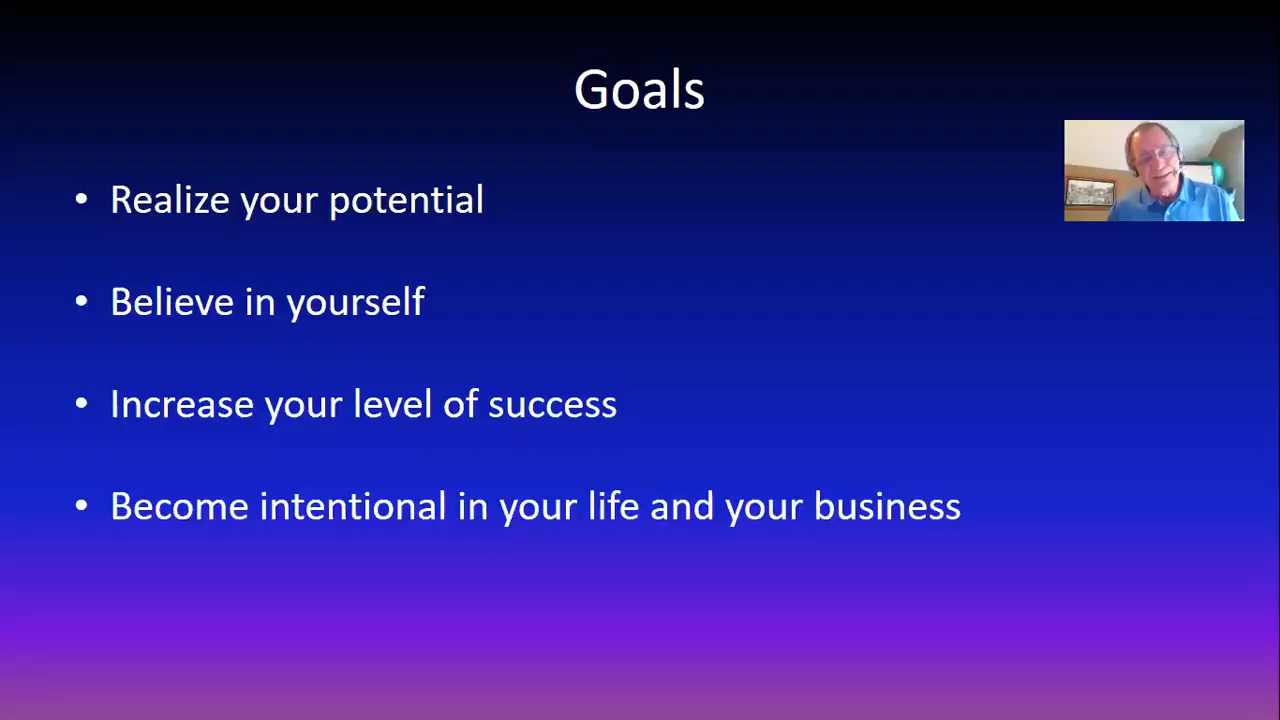 Goals
• Realize your potential
• Believe in yourself
• Increase your level of success
• Become intentional in your life and your business